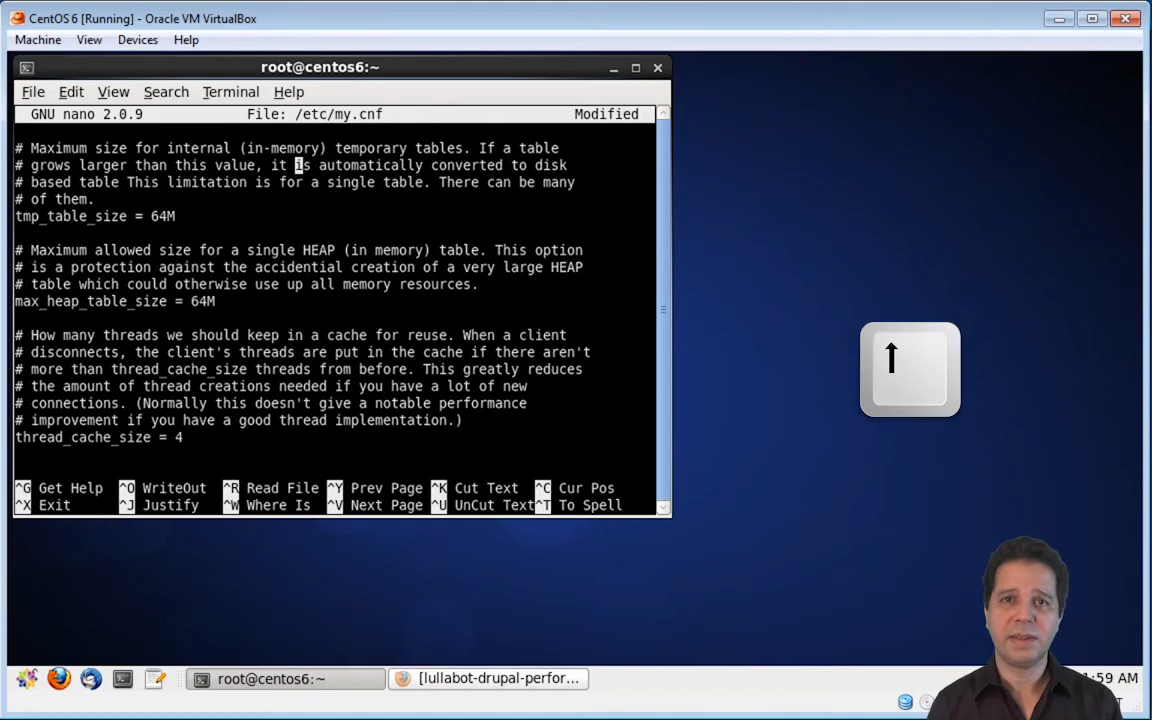 CentOS 6 [Running] - Oracle VM VirtualBox
Machine View Devices Help
root@centos6:~
File Edit View Search Terminal Help
GNU nano 2.0.9 File: /etc/my.cnf Modified
# Maximum size for internal (in-memory) temporary tables. If a table
# grows larger than this value, it is automatically converted to disk
# based table This limitation is for a single table. There can be many
# of them.
tmp_table_size = 64M
# Maximum allowed size for a single HEAP (in memory) table. This option
# is a protection against the accidential creation of a very large HEAP
# table which could otherwise use up all memory resources.
max_heap_table_size = 64M
# How many threads we should keep in a cache for reuse. When a client
# disconnects, the client's threads are put in the cache if there aren't
# more than thread_cache_size threads from before. This greatly reduces
# the amount of thread creations needed if you have a lot of new
# connections. (Normally this doesn't give a notable performance
# improvement if you have a good thread implementation.)
thread_cache_size = 4
^G Get Help ^O WriteOut ^R Read File ^Y Prev Page ^K Cut Text ^C Cur Pos
^X Exit ^J Justify ^W Where Is ^V Next Page ^U UnCut Text ^T To Spell
root@centos6:~ [lullabot-drupal-perfor... :59 AM